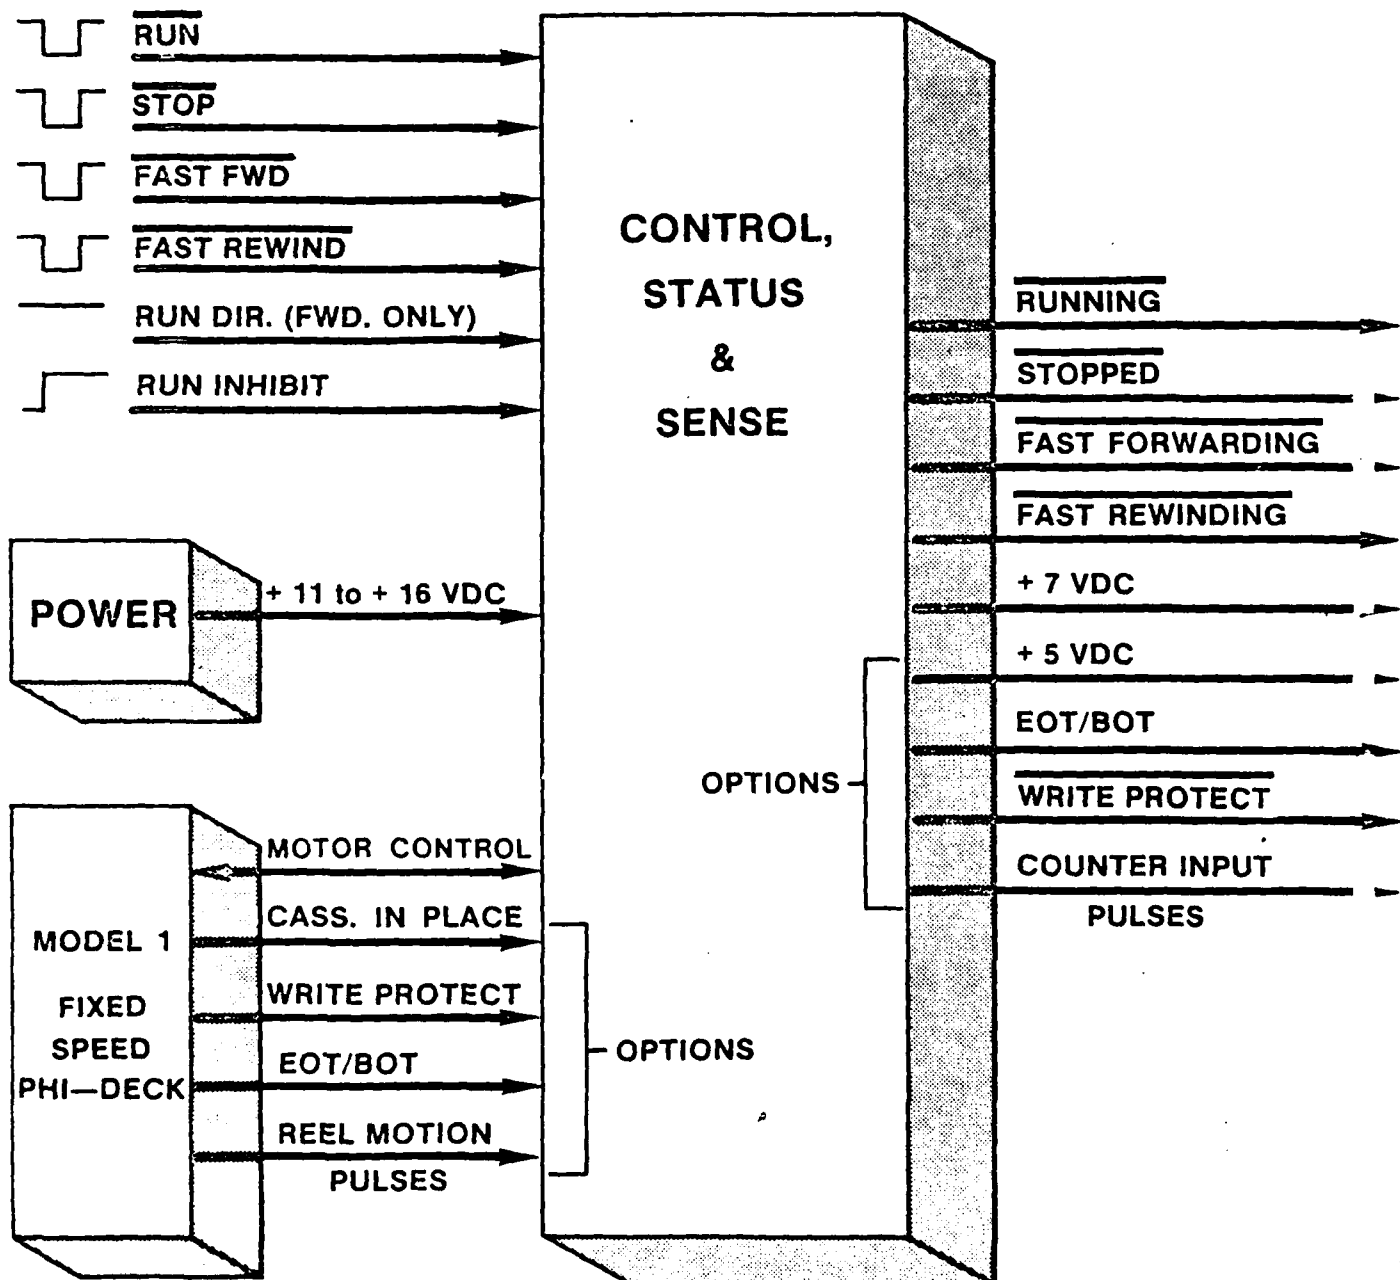 RUN
STOP
FAST FWD
FAST REWIND
RUN DIR. (FWD. ONLY)
RUN INHIBIT
POWER
+ 11 to + 16 VDC
MODEL 1
FIXED
SPEED
PHI—DECK
MOTOR CONTROL
CASS. IN PLACE
WRITE PROTECT
EOT/BOT
REEL MOTION
PULSES
OPTIONS
CONTROL,
STATUS
&
SENSE
OPTIONS
RUNNING
STOPPED
FAST FORWARDING
FAST REWINDING
+ 7 VDC
+ 5 VDC
EOT/BOT
WRITE PROTECT
COUNTER INPUT
PULSES